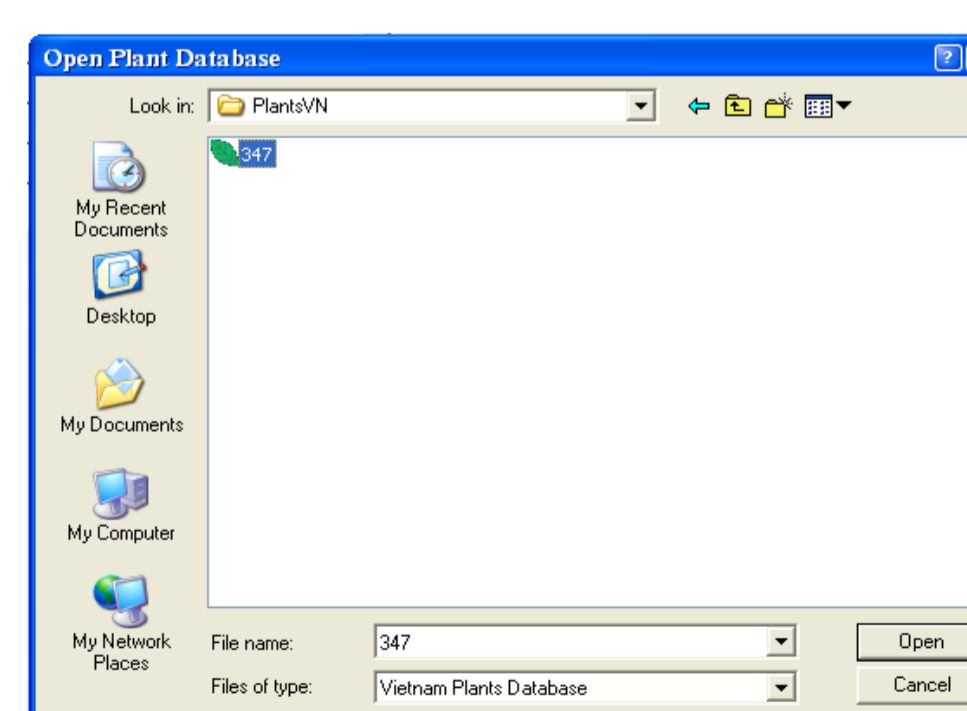 Open Plant Database
?
Look in:
PlantsVN
347
My Recent
Documents
Desktop
My Documents
My Computer
My Network
Places
File name:
347
Open
Files of type:
Vietnam Plants Database
Cancel